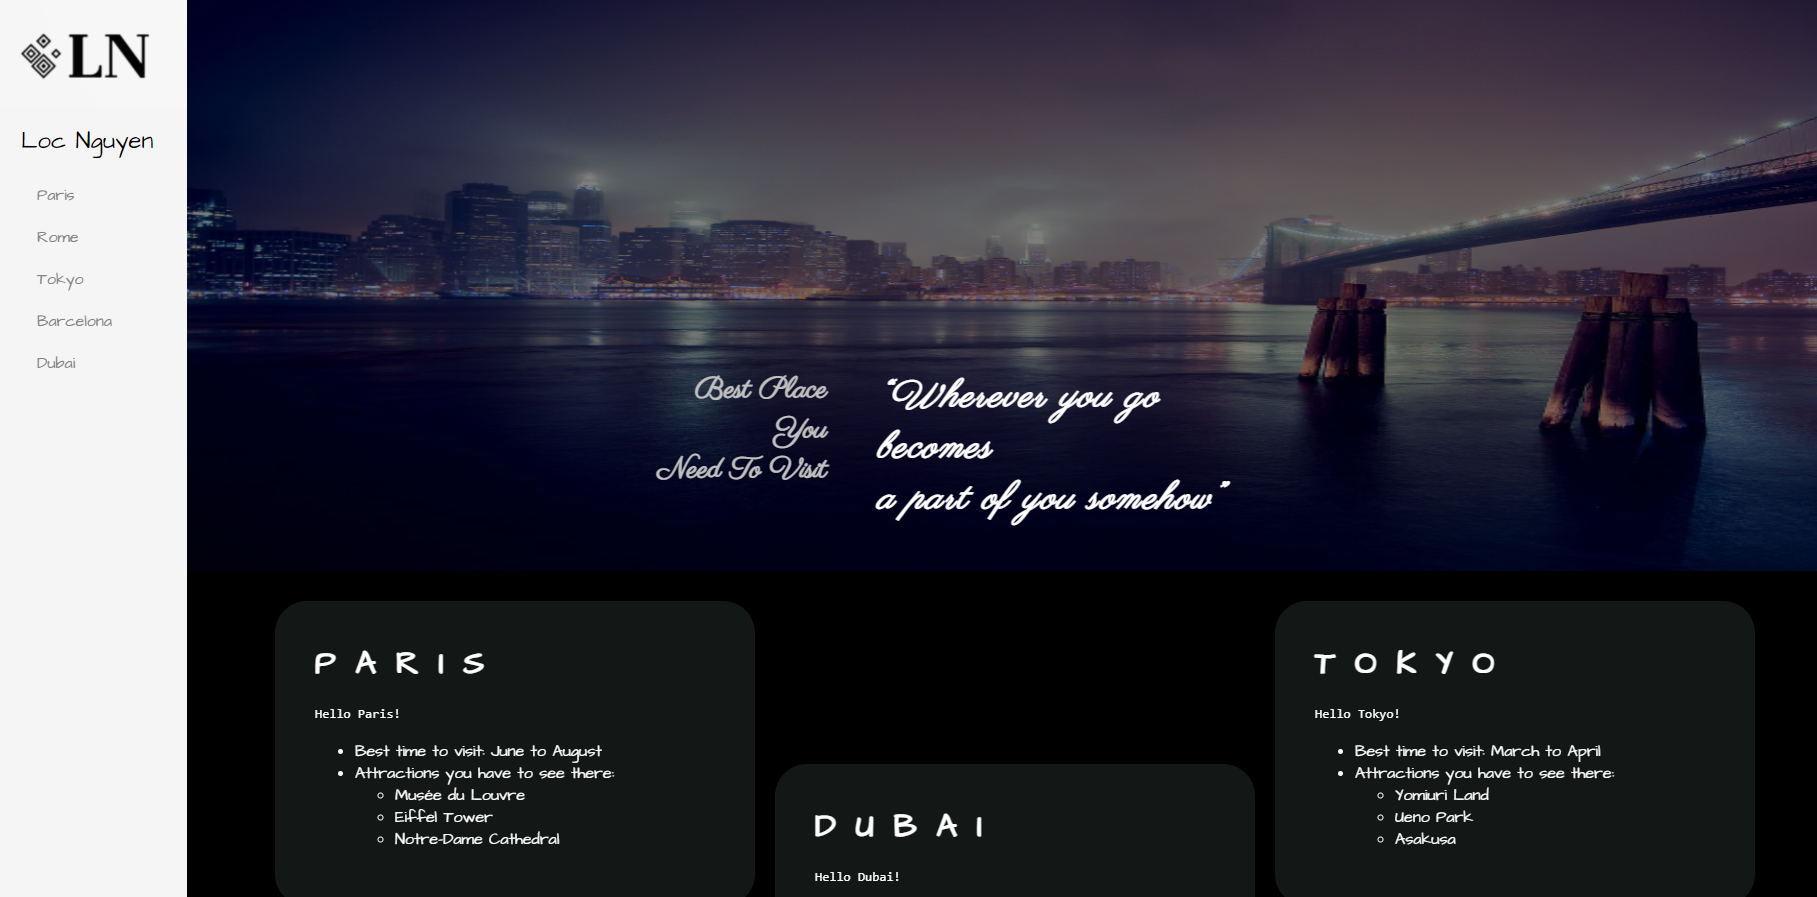 LN
Loc Nguyen
Paris
Rome
Tokyo
Barcelona
Dubai
Best Place
You
Need To Visit
“Wherever you go
becomes
a part of you somehow”
PARIS
Hello Paris!
Best time to visit: June to August
Attractions you have to see there:
Musée du Louvre
Eiffel Tower
Notre-Dame Cathedral
DUBAI
Hello Dubai!
TOKYO
Hello Tokyo!
Best time to visit: March to April
Attractions you have to see there:
Yomiuri Land
Ueno Park
Asakusa